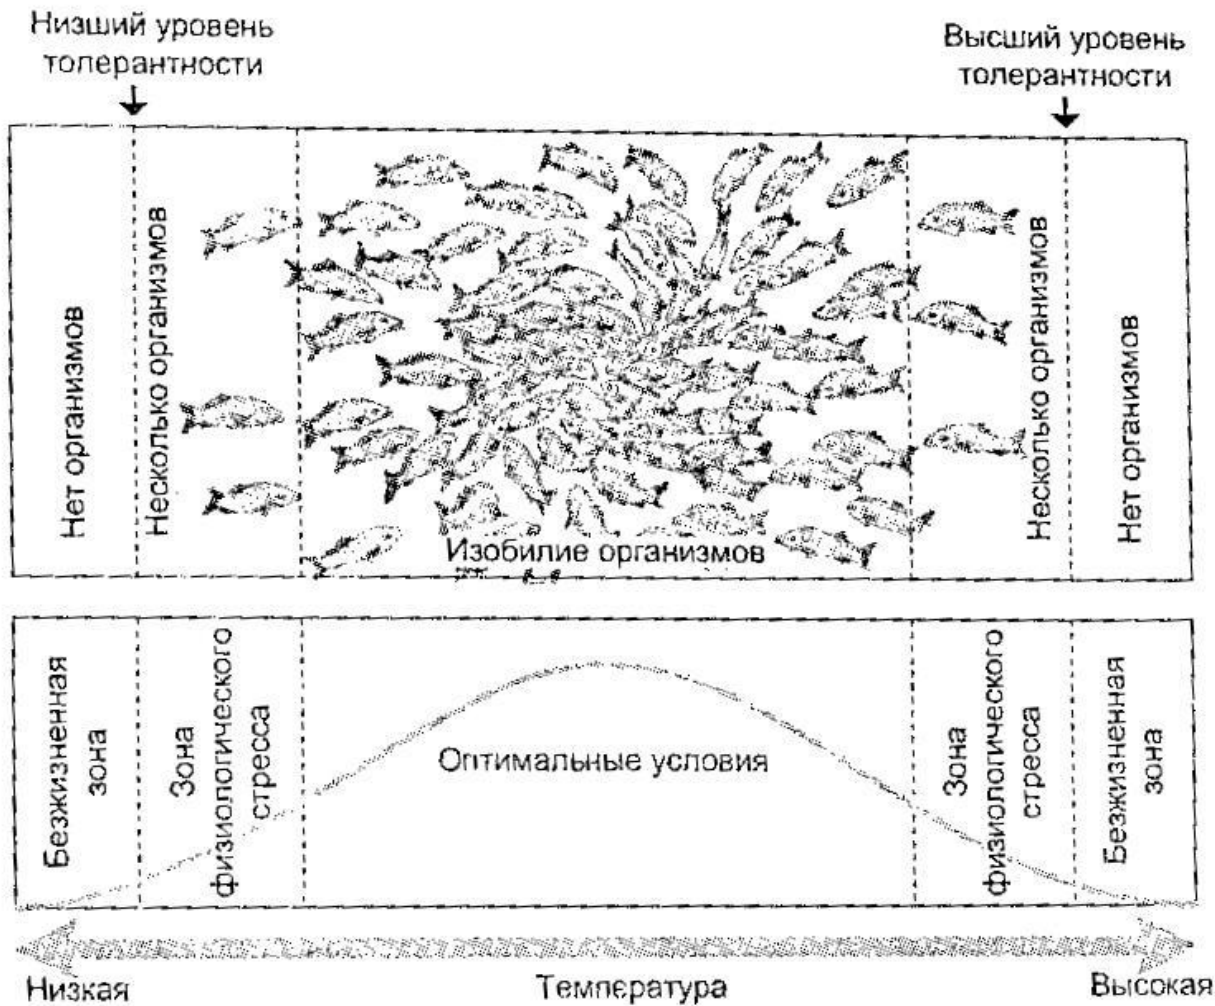 Низший уровень
толерантности
Высший уровень
толерантности
Нет организмов
Несколько организмов
Изобилие организмов
Несколько организмов
Нет организмов
Безжизненная
зона
Зона
физиологического
стресса
Оптимальные условия
Зона
физиологического
стресса
Безжизненная
зона
Низкая
Температура
Высокая